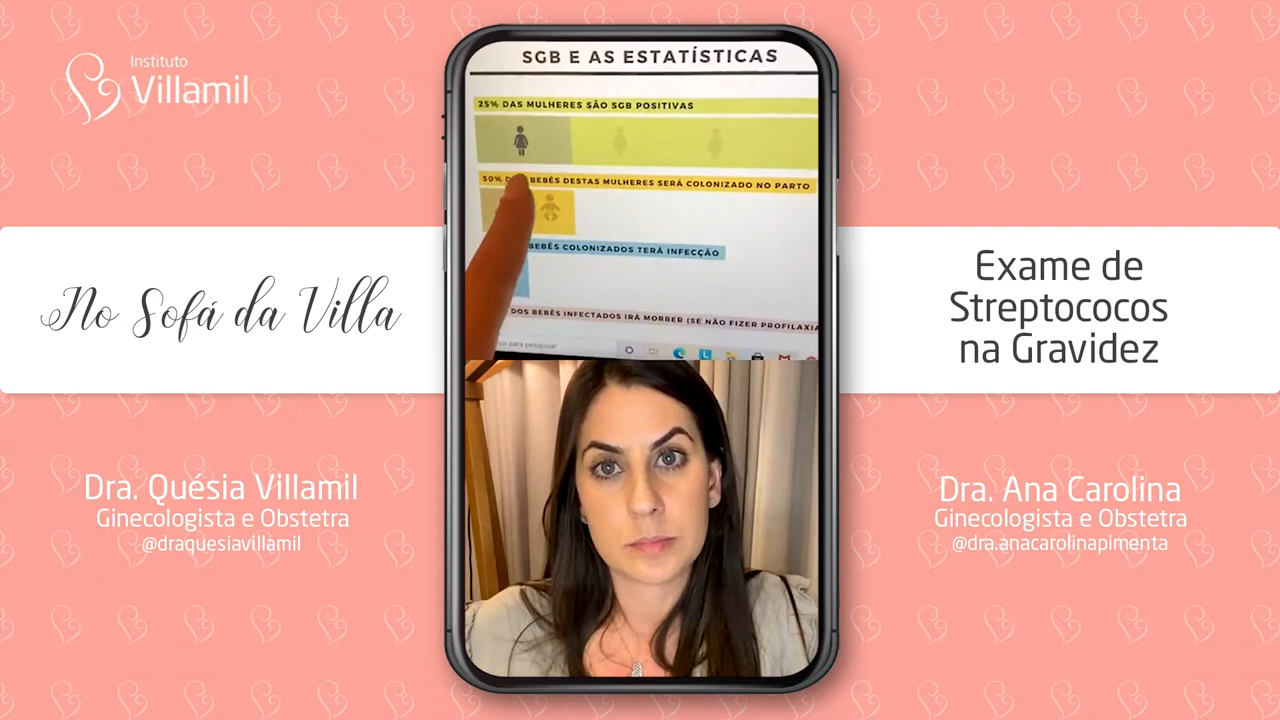 Instituto
Villamil
SGB E AS ESTATÍSTICAS
25% DAS MULHERES SÃO SGB POSITIVAS
50% BEBÊS DESTAS MULHERES SERÁ COLONIZADO NO PARTO
BEBÊS COLONIZADOS TERÁ INFECÇÃO
DOS BEBÊS INFECTADOS IRÁ MORRER (SE NÃO FIZER PROFILAXIA
para pesquisar
No Sofá da Villa
Exame de
Streptococos
na Gravidez
Dra. Quésia Villamil
Ginecologista e Obstetra
@draquesiavillamil
Dra. Ana Carolina
Ginecologista e Obstetra
@dra.anacarolinapimenta